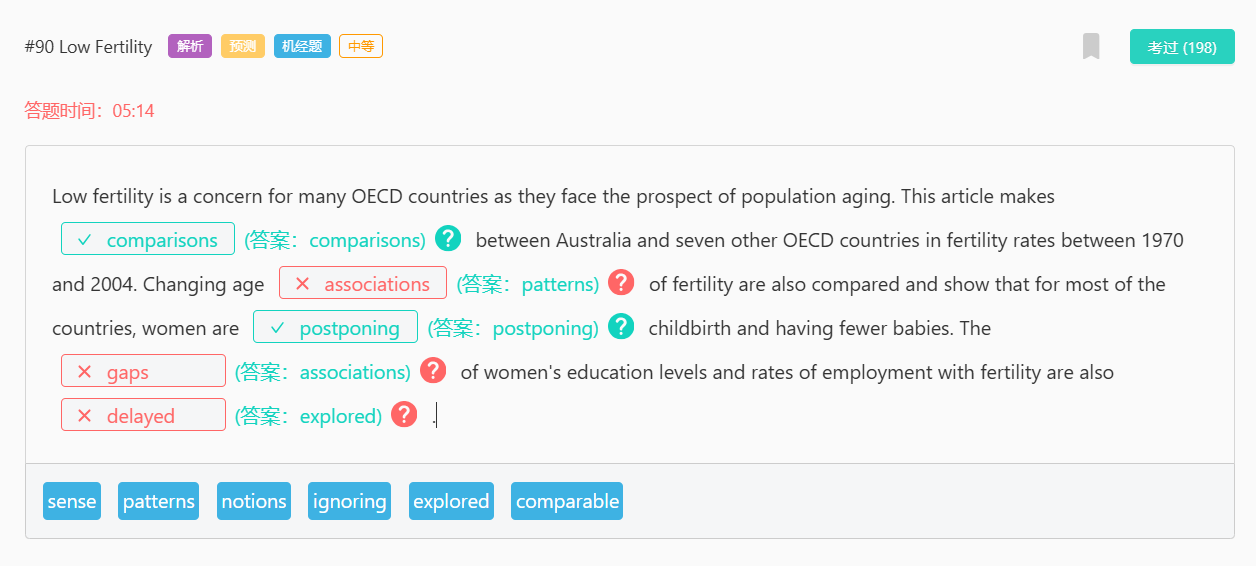 #90 Low Fertility 解析 预测 机经题 中等 考过 (198)
答题时间：05:14
Low fertility is a concern for many OECD countries as they face the prospect of population aging. This article makes
✓ comparisons (答案：comparisons) ? between Australia and seven other OECD countries in fertility rates between 1970
and 2004. Changing age × associations (答案：patterns) ? of fertility are also compared and show that for most of the
countries, women are ✓ postponing (答案：postponing) ? childbirth and having fewer babies. The
× gaps (答案：associations) ? of women's education levels and rates of employment with fertility are also
× delayed (答案：explored) ? .
sense patterns notions ignoring explored comparable